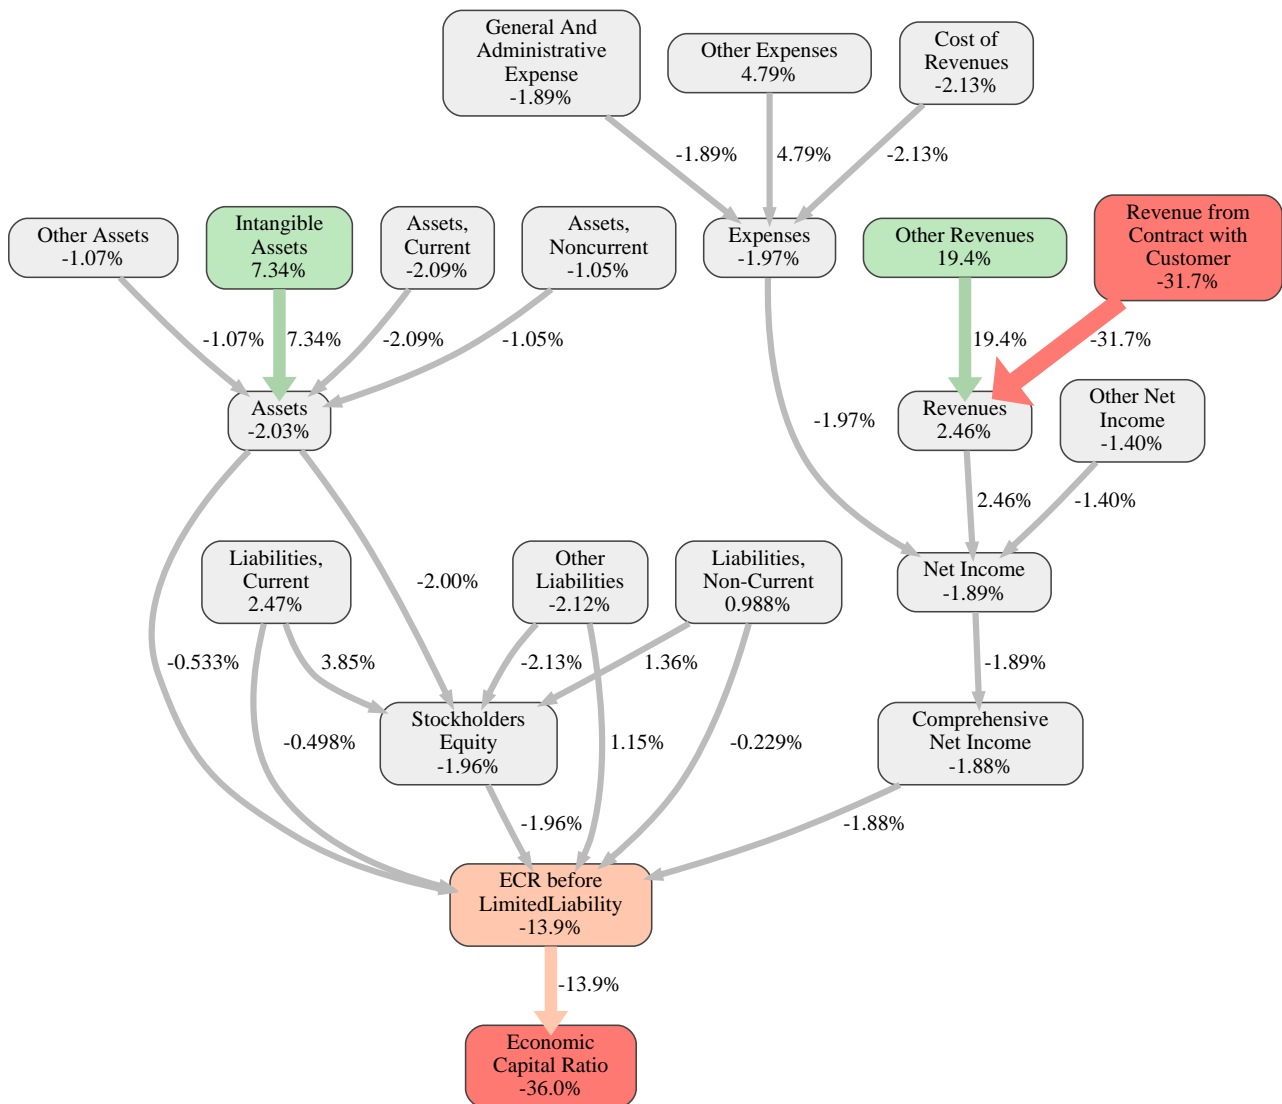 General And
Administrative
Expense
-1.89%
Other Expenses
4.79%
Cost of
Revenues
-2.13%
-1.89%
4.79%
-2.13%
Other Assets
-1.07%
Intangible
Assets
7.34%
Assets,
Current
-2.09%
Assets,
Noncurrent
-1.05%
Expenses
-1.97%
Other Revenues
19.4%
Revenue from
Contract with
Customer
-31.7%
-1.07%
7.34%
-2.09%
-1.05%
19.4%
-31.7%
Assets
-2.03%
-1.97%
Revenues
2.46%
Other Net
Income
-1.40%
2.46%
-1.40%
Liabilities,
Current
2.47%
-2.00%
Other
Liabilities
-2.12%
Liabilities,
Non-Current
0.988%
Net Income
-1.89%
-0.533%
3.85%
-2.13%
1.36%
-1.89%
Stockholders
Equity
-1.96%
Comprehensive
Net Income
-1.88%
-0.498%
1.15%
-0.229%
-1.96%
-1.88%
ECR before
LimitedLiability
-13.9%
-13.9%
Economic
Capital Ratio
-36.0%